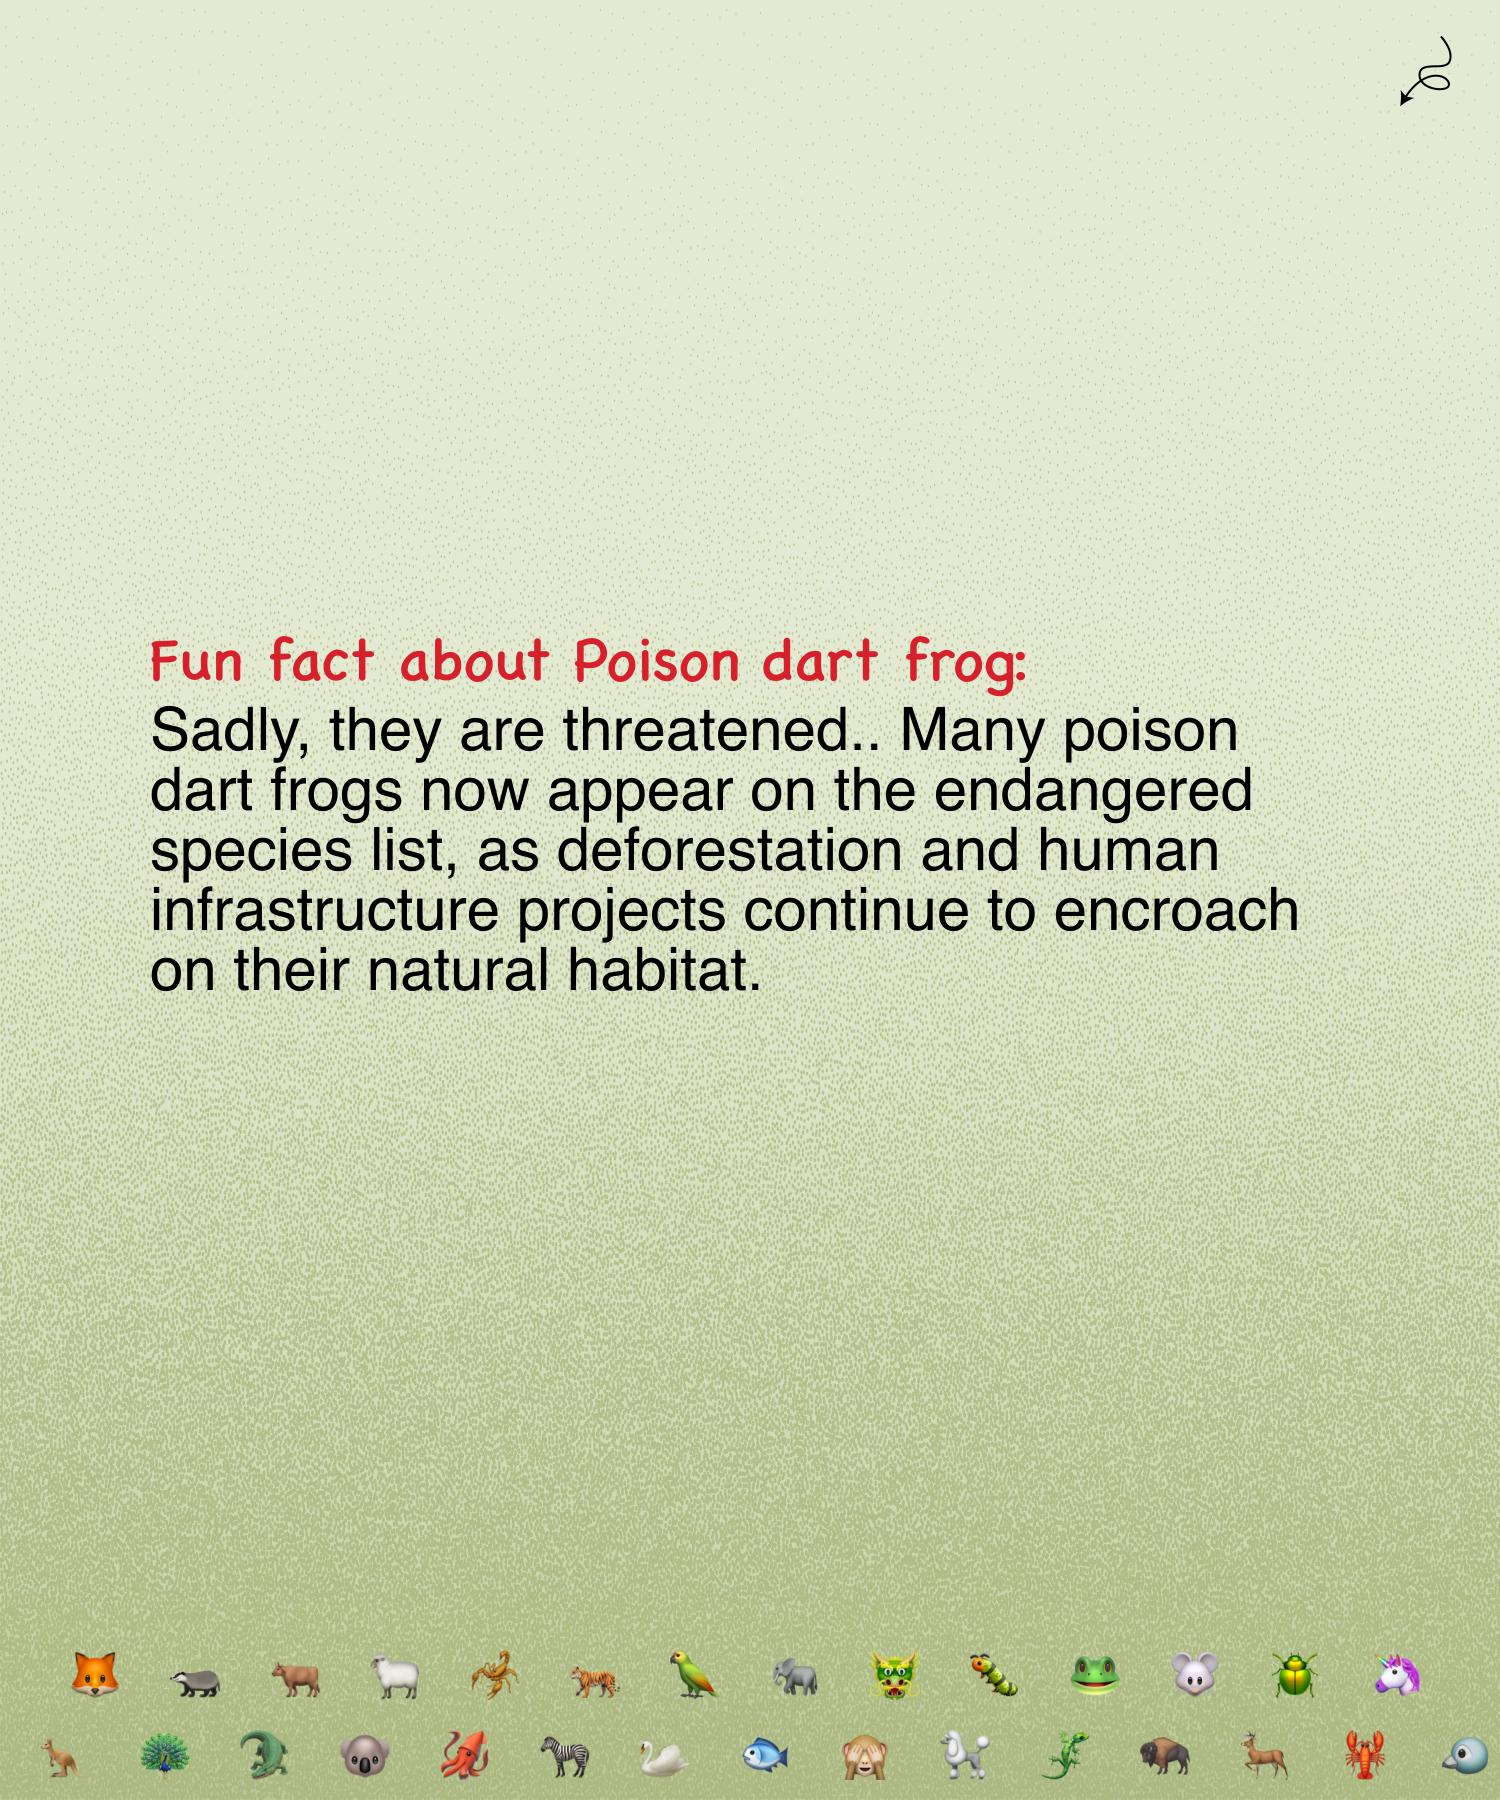 Fun fact about Poison dart frog:
Sadly, they are threatened.. Many poison
dart frogs now appear on the endangered
species list, as deforestation and human
infrastructure projects continue to encroach
on their natural habitat.